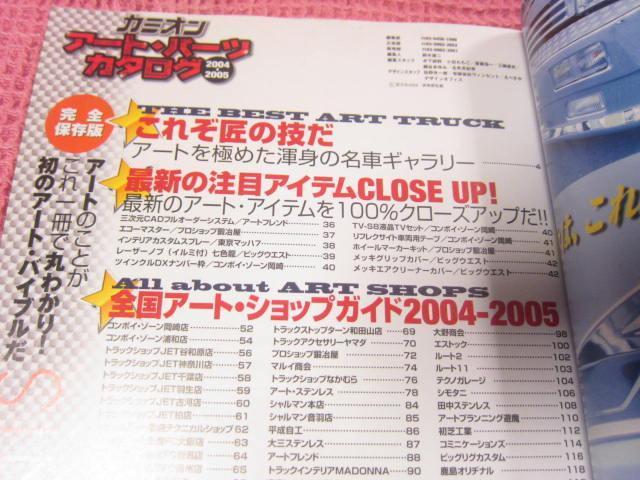 カミオン
アート・パーツ
カタログ 2004-2005
完全
保存版
アートのことが
これ一冊で丸わかり!
初のアート・バイブルだ
THE BEST ART TRUCK
これぞ匠の技だ
アートを極めた渾身の名車ギャラリー 4
最新の注目アイテムCLOSE UP!
最新のアート・アイテムを100%クローズアップだ!!
三次元CADフルオーダーシステム/アートフレンド 36
エコーマスター/プロショップ鍛冶屋 37
インテリアカスタムスプレー/東京マッハ7 38
レーザーノブ(イルミ付)七色龍/ビッグウエスト 39
ツインクルDXナンバー枠/コンボイ・ゾーン岡崎 40
TV-SB液晶TVセット/コンボイ・ゾーン岡崎 40
リフレクサイト車両用テープ/コンボイ・ゾーン岡崎 41
ホイールマーカーキット/プロショップ鍛冶屋 41
メッキグリップカバー/ビッグウエスト 42
メッキエアクリーナーカバー/ビッグウエスト 42
All about ART SHOPS
全国アート・ショップガイド2004-2005
コンボイ・ゾーン岡崎店 52
コンボイ・ゾーン浦和店 54
トラックショップJET谷和原店 56
トラックショップJET神奈川店 57
トラックショップJET千葉店 58
トラックショップJET羽生店 59
トラックショップJET古河店 60
JET柏店 61
テクニカルショップ 62
大阪店 63
65
66
トラックストップターン和田山店 69
トラックアクセサリーヤマダ 70
プロショップ鍛冶屋 72
マルイ商会 74
トラックショップなかむら 76
アート・ステンレス 78
シャルマン本店 84
シャルマン音羽店 85
平成自工 86
大三ステンレス 87
アートフレンド 88
トラックインテリアMADONNA 90
大野商会 98
エストック 100
ルート2 102
ルート11 103
テクノガレージ 104
シモタニ 106
田中ステンレス 108
アートプランニング遊魔 110
初芝工業 112
コミニケーションズ 114
ビッグリグカスタム 116
鹿島オリジナル 118